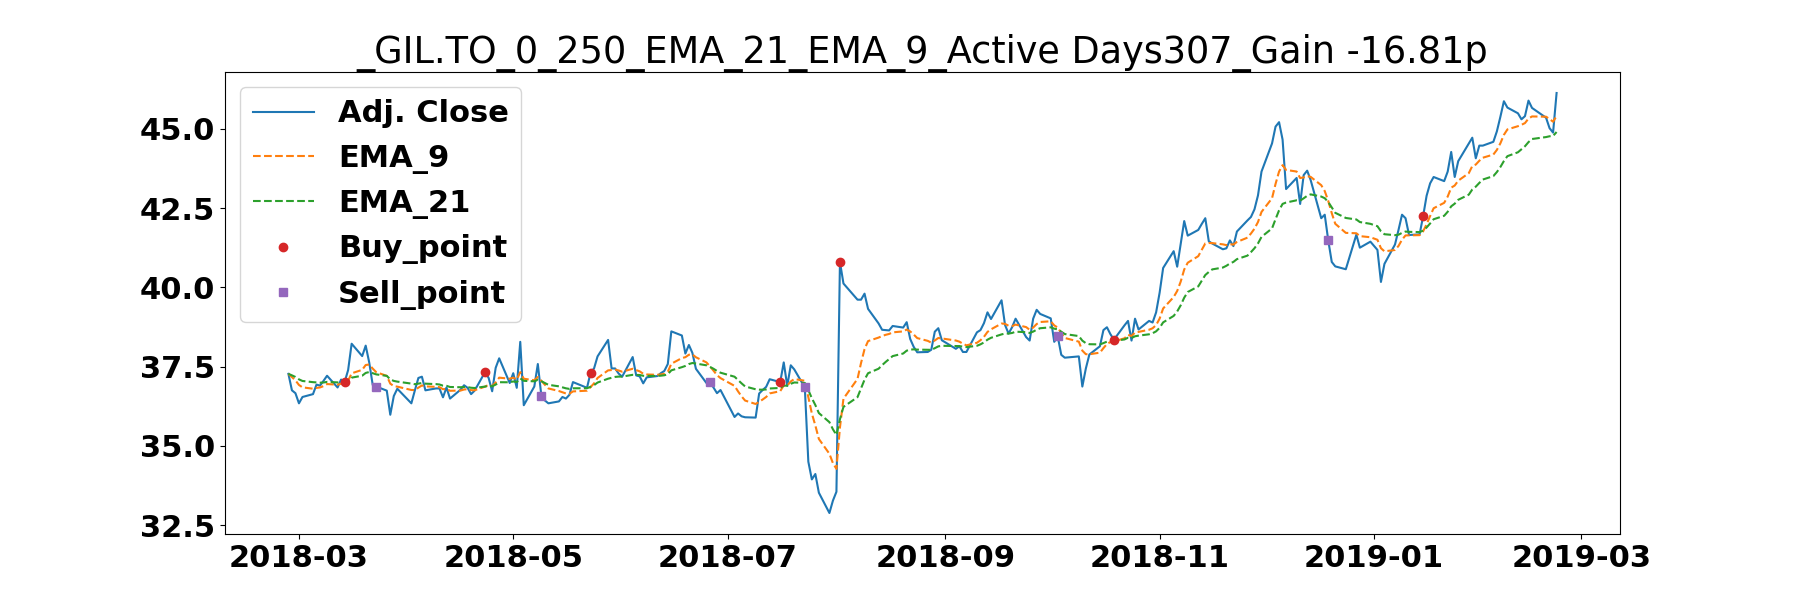 _GIL.TO_0_250_EMA_21_EMA_9_Active Days307_Gain -16.81p
Adj. Close
EMA_9
EMA_21
Buy_point
Sell_point
45.0
42.5
40.0
37.5
35.0
32.5
2018-03 2018-05 2018-07 2018-09 2018-11 2019-01 2019-03